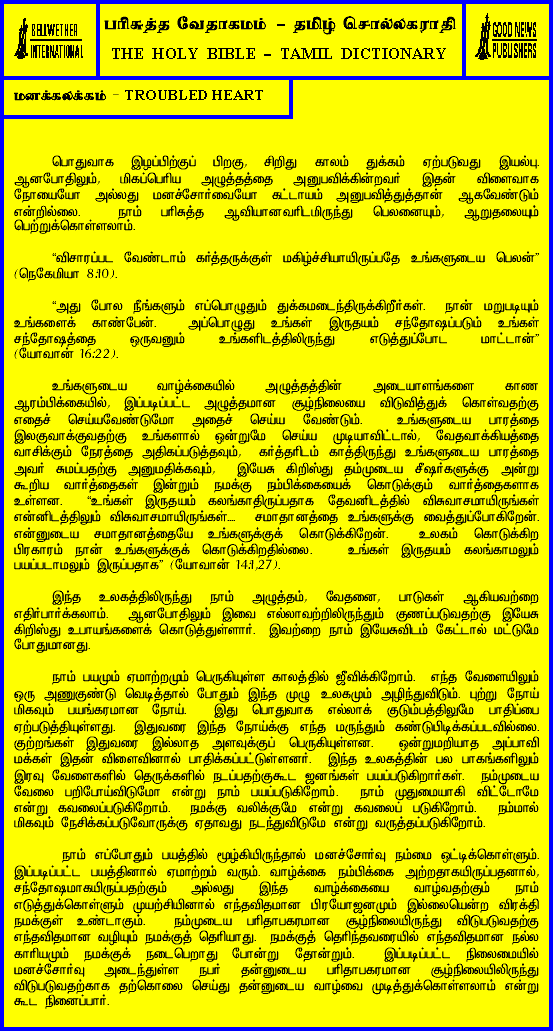 BELLWETHER
INTERNATIONAL
பரிசுத்த வேதாகமம் – தமிழ் சொல்லகராதி
THE HOLY BIBLE – TAMIL DICTIONARY
GOOD NEWS
PUBLISHERS
மனக்கலக்கம் – TROUBLED HEART
பொதுவாக இழப்பிற்குப் பிறகு, சிறிது காலம் துக்கம் ஏற்படுவது இயல்பு.
ஆனபோதிலும், மிகப்பெரிய அழுத்தத்தை அனுபவிக்கின்றவர் இதன் விளைவாக
நோயையோ அல்லது மனச்சோர்வையோ கட்டாயம் அனுபவித்துத்தான் ஆகவேண்டும்
என்றில்லை. நாம் பரிசுத்த ஆவியானவரிடமிருந்து பெலனையும், ஆறுதலையும்
பெற்றுக்கொள்ளலாம்.
“விசாரப்பட வேண்டாம் கர்த்தருக்குள் மகிழ்ச்சியாயிருப்பதே உங்களுடைய பெலன்”
(நெகேமியா 8:10).
“அது போல நீங்களும் எப்பொழுதும் துக்கமடைந்திருக்கிறீர்கள். நான் மறுபடியும்
உங்களைக் காண்பேன். அப்பொழுது உங்கள் இருதயம் சந்தோஷப்படும் உங்கள்
சந்தோஷத்தை ஒருவனும் உங்களிடத்திலிருந்து எடுத்துப்போட மாட்டான்”
(யோவான் 16:22).
உங்களுடைய வாழ்க்கையில் அழுத்தத்தின் அடையாளங்களை காண
ஆரம்பிக்கையில், இப்படிப்பட்ட அழுத்தமான சூழ்நிலையை விடுவித்துக் கொள்வதற்கு
எதைச் செய்யவேண்டுமோ அதைச் செய்ய வேண்டும். உங்களுடைய பாரத்தை
இலகுவாக்குவதற்கு உங்களால் ஒன்றுமே செய்ய முடியாவிட்டால், வேதவாக்கியத்தை
வாசிக்கும் நேரத்தை அதிகப்படுத்தவும், கர்த்தரிடம் காத்திருந்து உங்களுடைய பாரத்தை
அவர் சுமப்பதற்கு அனுமதிக்கவும், இயேசு கிறிஸ்து தம்முடைய சீஷர்களுக்கு அன்று
கூறிய வார்த்தைகள் இன்றும் நமக்கு நம்பிக்கையைக் கொடுக்கும் வார்த்தைகளாக
உள்ளன. “உங்கள் இருதயம் கலங்காதிருப்பதாக தேவனிடத்தில் விசுவாசமாயிருங்கள்
என்னிடத்திலும் விசுவாசமாயிருங்கள்.... சமாதானத்தை உங்களுக்கு வைத்துப்போகிறேன்.
என்னுடைய சமாதானத்தையே உங்களுக்குக் கொடுக்கிறேன். உலகம் கொடுக்கிற
பிரகாரம் நான் உங்களுக்குக் கொடுக்கிறதில்லை. உங்கள் இருதயம் கலங்காமலும்
பயப்படாமலும் இருப்பதாக” (யோவான் 14:1,27).
இந்த உலகத்திலிருந்து நாம் அழுத்தம், வேதனை, பாடுகள் ஆகியவற்றை
எதிர்பார்க்கலாம். ஆனபோதிலும் இவை எல்லாவற்றிலிருந்தும் குணப்படுவதற்கு இயேசு
கிறிஸ்து உபாயங்களைக் கொடுத்துள்ளார். இவற்றை நாம் இயேசுவிடம் கேட்டால் மட்டுமே
போதுமானது.
நாம் பயமும் ஏமாற்றமும் பெருகியுள்ள காலத்தில் ஜீவிக்கிறோம். எந்த வேளையிலும்
ஒரு அணுகுண்டு வெடித்தால் போதும் இந்த முழு உலகமும் அழிந்துவிடும். புற்று நோய்
மிகவும் பயங்கரமான நோய். இது பொதுவாக எல்லாக் குடும்பத்திலுமே பாதிப்பை
ஏற்படுத்தியுள்ளது. இதுவரை இந்த நோய்க்கு எந்த மருந்தும் கண்டுபிடிக்கப்படவில்லை.
குற்றங்கள் இதுவரை இல்லாத அளவுக்குப் பெருகியுள்ளன. ஒன்றுமறியாத அப்பாவி
மக்கள் இதன் விளைவினால் பாதிக்கப்பட்டுள்ளனர். இந்த உலகத்தின் பல பாகங்களிலும்
இரவு வேளைகளில் தெருக்களில் நடப்பதற்குகூட ஜனங்கள் பயப்படுகிறார்கள். நம்முடைய
வேலை பறிபோய்விடுமோ என்று நாம் பயப்படுகிறோம். நாம் முதுமையாகி விட்டோமே
என்று கவலைப்படுகிறோம். நமக்கு வலிக்குமே என்று கவலைப் படுகிறோம். நம்மால்
மிகவும் நேசிக்கப்படுவோருக்கு ஏதாவது நடந்துவிடுமே என்று வருத்தப்படுகிறோம்.
நாம் எப்போதும் பயத்தில் மூழ்கியிருந்தால் மனச்சோர்வு நம்மை ஒட்டிக்கொள்ளும்.
இப்படிப்பட்ட பயத்தினால் ஏமாற்றம் வரும். வாழ்க்கை நம்பிக்கை அற்றதாகயிருப்பதனால்,
சந்தோஷமாகயிருப்பதற்கும் அல்லது இந்த வாழ்க்கையை வாழ்வதற்கும் நாம்
எடுத்துக்கொள்ளும் முயற்சியினால் எந்தவிதமான பிரயோஜனமும் இல்லையென்ற விரக்தி
நமக்குள் உண்டாகும். நம்முடைய பரிதாபகரமான சூழ்நிலையிருந்து விடுபடுவதற்கு
எந்தவிதமான வழியும் நமக்குத் தெரியாது. நமக்குத் தெரிந்தவரையில் எந்தவிதமான நல்ல
காரியமும் நமக்குக் நடைபெறாது போன்று தோன்றும். இப்படிப்பட்ட நிலைமையில்
மனச்சோர்வு அடைந்துள்ள நபர் தன்னுடைய பரிதாபகரமான சூழ்நிலையிலிருந்து
விடுபடுவதற்காக தற்கொலை செய்து தன்னுடைய வாழ்வை முடித்துக்கொள்ளலாம் என்று
கூட நினைப்பார்.